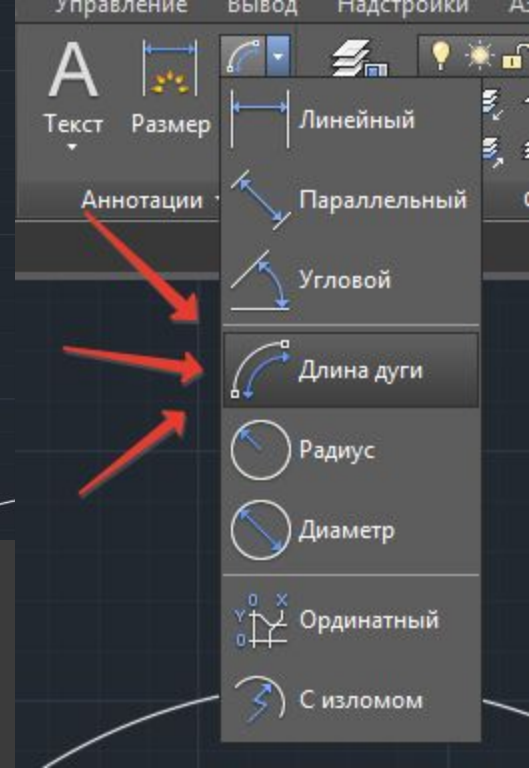 Управление Вывод Надстройки
A
Текст Размер
Аннотации
Линейный
Параллельный
Угловой
Длина дуги
Радиус
Диаметр
Ординатный
С изломом